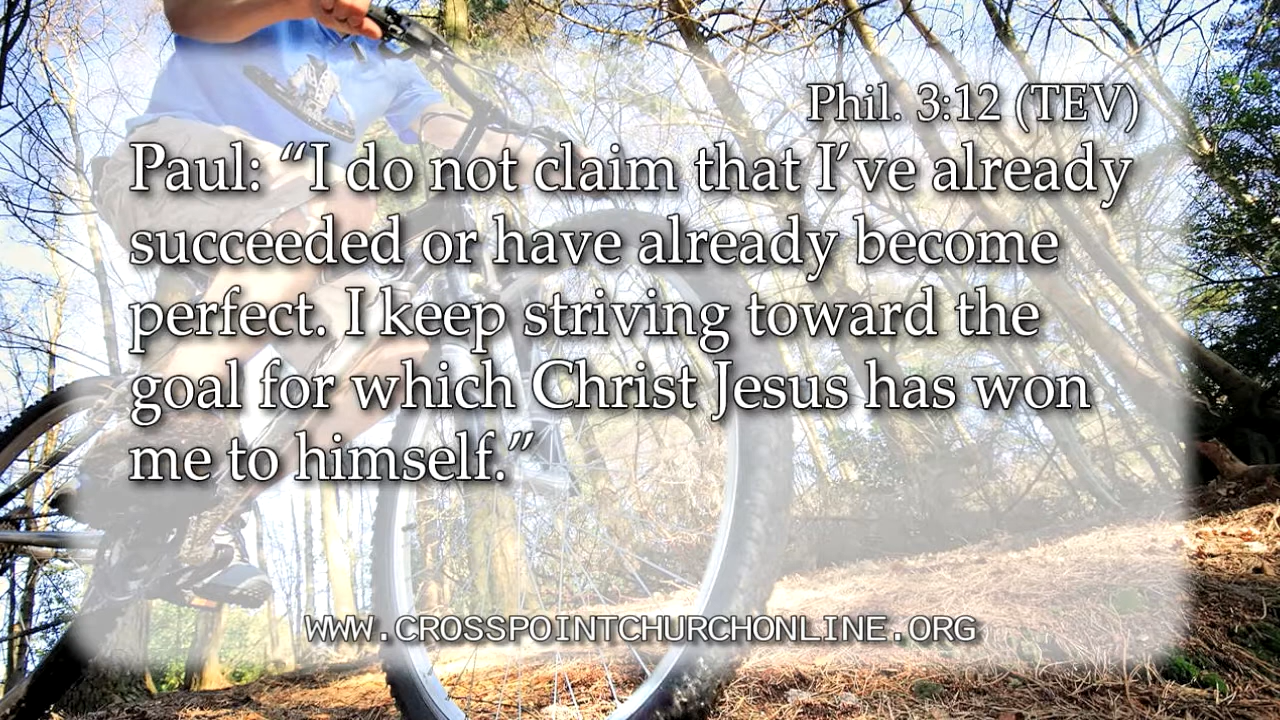 Phil. 3:12 (TEV)
Paul: “I do not claim that I’ve already
succeeded or have already become
perfect. I keep striving toward the
goal for which Christ Jesus has won
me to himself.”
WWW.CROSSPOINTCHURCHONLINE.ORG